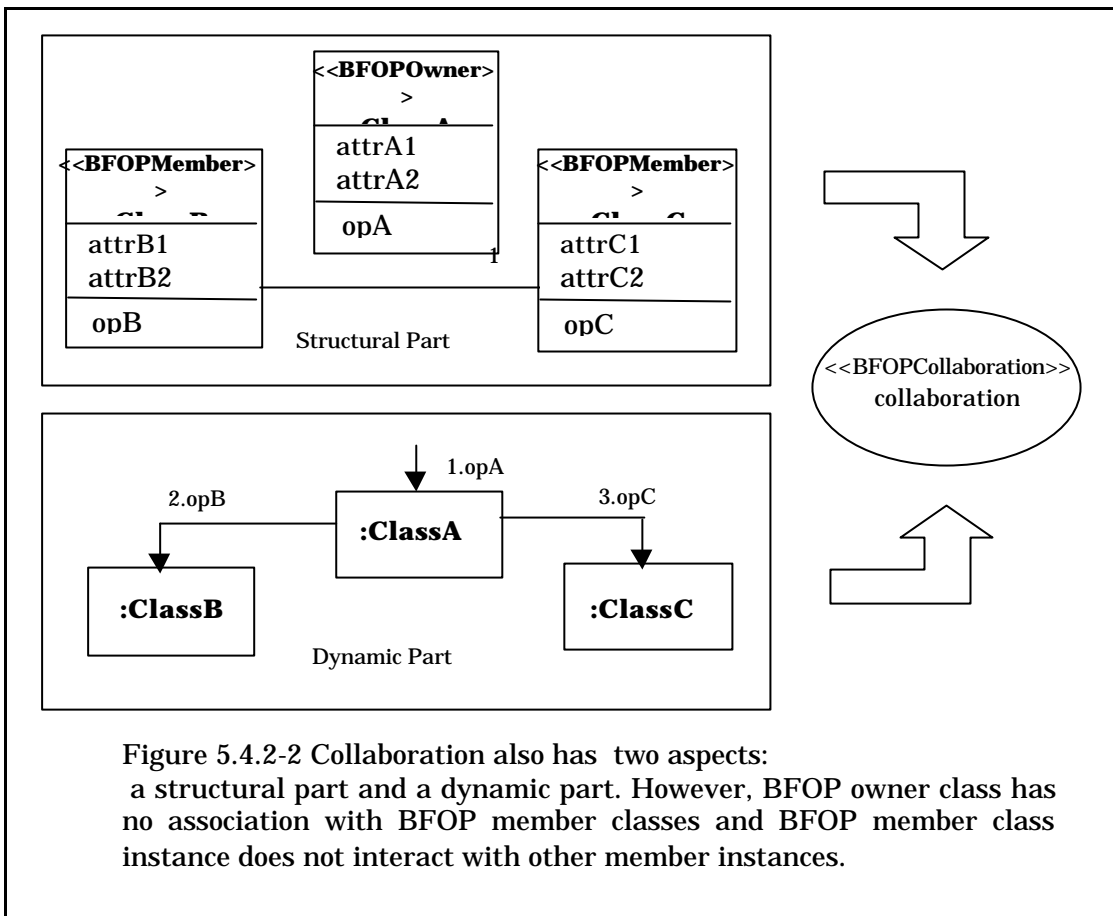 <<BFOPOwner>
>
attrA1
attrA2
opA
1
<<BFOPMember>
>
attrB1
attrB2
opB
<<BFOPMember>
>
attrC1
attrC2
opC
Structural Part
<<BFOPCollaboration>>
collaboration
1.opA
2.opB
3.opC
:ClassA
:ClassB
:ClassC
Dynamic Part
Figure 5.4.2-2 Collaboration also has two aspects:
a structural part and a dynamic part. However, BFOP owner class has
no association with BFOP member classes and BFOP member class
instance does not interact with other member instances.